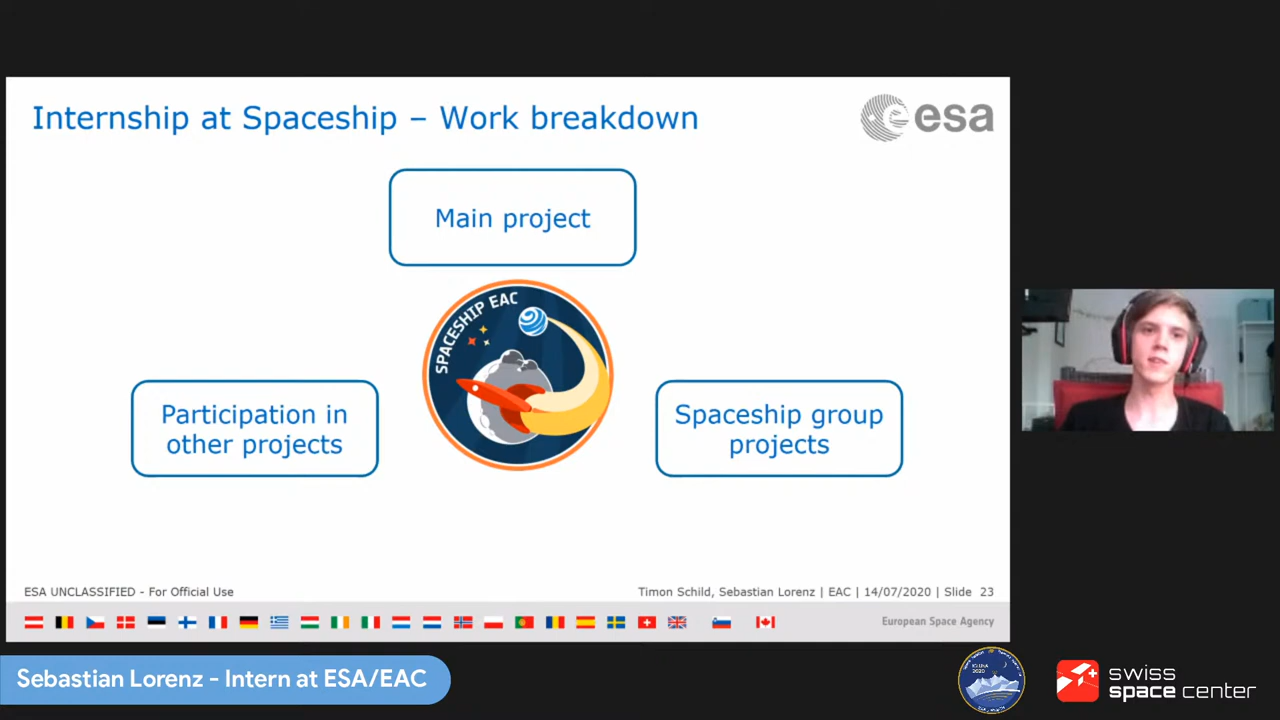 Internship at Spaceship – Work breakdown
esa
Main project
SPACESHIP EAC
Participation in
other projects
Spaceship group
projects
ESA UNCLASSIFIED - For Official Use
Timon Schild, Sebastian Lorenz | EAC | 14/07/2020 | Slide 23
European Space Agency
Sebastian Lorenz - Intern at ESA/EAC
swiss
space center